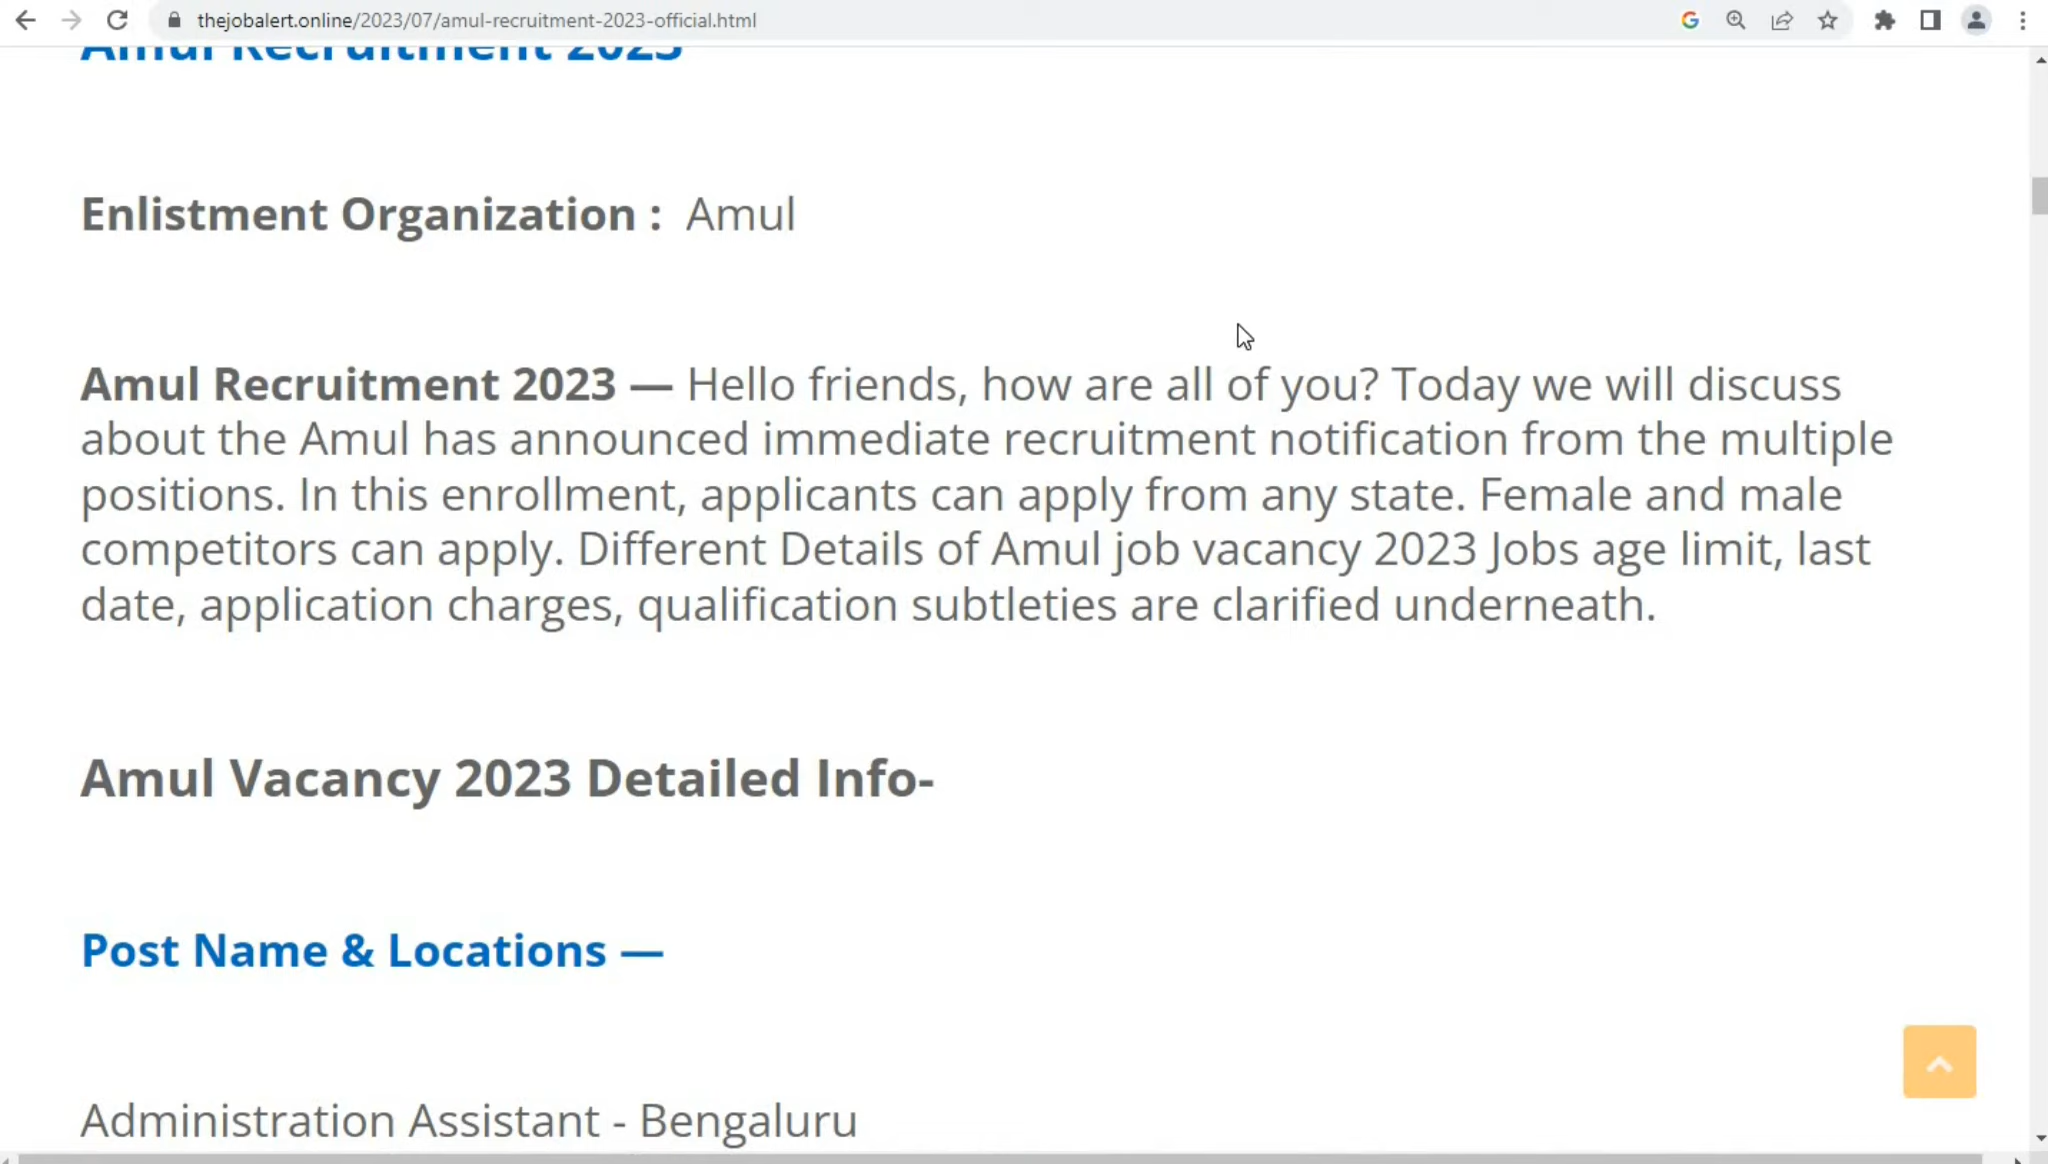 thejobalert.online/2023/07/amul-recruitment-2023-official.html
Amul Recruitment 2023
Enlistment Organization : Amul
Amul Recruitment 2023 — Hello friends, how are all of you? Today we will discuss
about the Amul has announced immediate recruitment notification from the multiple
positions. In this enrollment, applicants can apply from any state. Female and male
competitors can apply. Different Details of Amul job vacancy 2023 Jobs age limit, last
date, application charges, qualification subtleties are clarified underneath.
Amul Vacancy 2023 Detailed Info-
Post Name & Locations —
Administration Assistant - Bengaluru